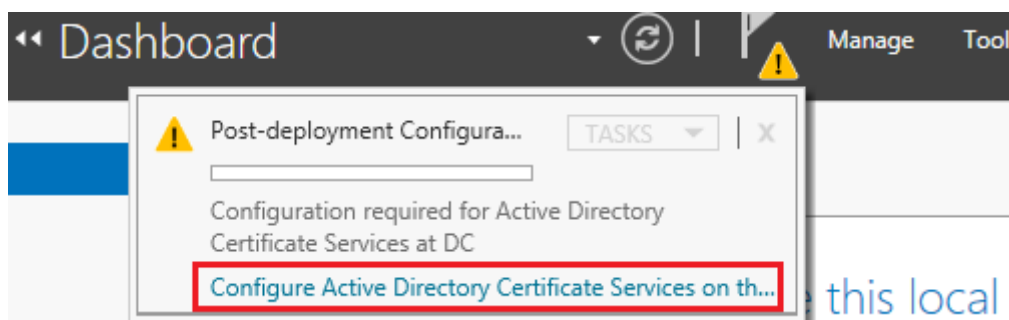 Dashboard
Manage
Tool
Post-deployment Configura...
TASKS
X
Configuration required for Active Directory
Certificate Services at DC
Configure Active Directory Certificate Services on th...
this local